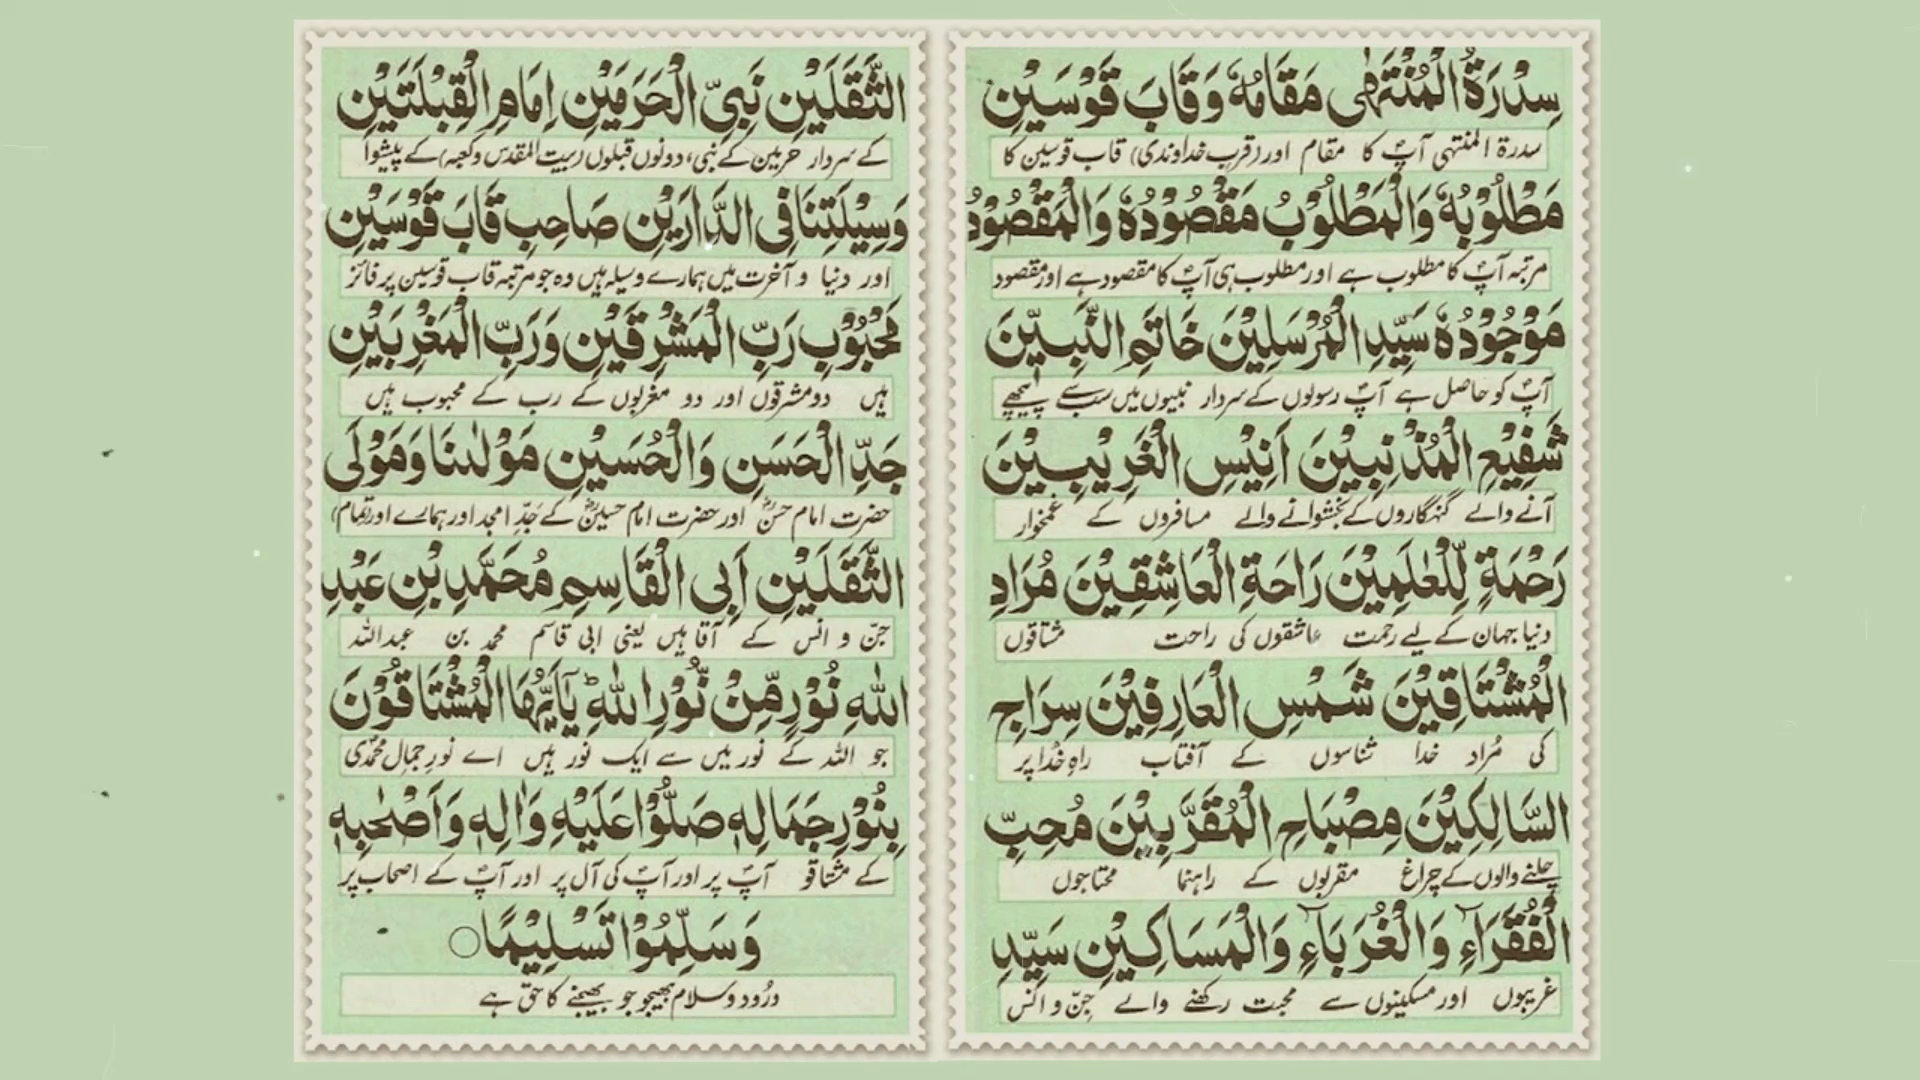 سِدْرَةُ الْمُنْتَهٰى مَقَامُهٗ وَقَابَ قَوْسَيْنِ
سدرۃ المنتہی آپؐ کا مقام اور (قربِ خداوندی) قاب قوسین کا
مَطْلُوْبُهٗ وَالْمَطْلُوْبُ مَقْصُوْدُهٗ وَالْمَقْصُوْدُ
مرتبہ آپؐ کا مطلوب ہے اور مطلوب ہی آپؐ کا مقصود ہے اور مقصود
مَوْجُوْدُهٗ سَيِّدِ الْمُرْسَلِيْنَ خَاتَمِ النَّبِيّٖنَ
آپؐ کو حاصل ہے آپؐ رسولوں کے سردار نبیوں میں سب سے پیچھے
شَفِيْعِ الْمُذْنِبِيْنَ اَنِيْسِ الْغَرِيْبِيْنَ
آنے والے گنہگاروں کے بخشوانے والے مسافروں کے غمخوار
رَحْمَةٍ لِّلْعٰلَمِيْنَ رَاحَةِ الْعَاشِقِيْنَ مُرَادِ
دنیا جہان کے لیے رحمت عاشقوں کی راحت مشتاقوں
الْمُشْتَاقِيْنَ شَمْسِ الْعَارِفِيْنَ سِرَاجِ
کی مُراد خدا شناسوں کے آفتاب راہِ خُدا پر
السَّالِكِيْنَ مِصْبَاحِ الْمُقَرَّبِيْنَ مُحِبِّ
چلنے والوں کے چراغ مقربوں کے راہنما محتاجوں
الْفُقَرَآءِ وَالْغُرَبَآءِ وَالْمَسَاكِيْنِ سَيِّدِ
غریبوں اور مسکینوں سے محبت رکھنے والے جنّ و انس
الثَّقَلَيْنِ نَبِيِّ الْحَرَمَيْنِ اِمَامِ الْقِبْلَتَيْنِ
کے سردار حرمین کے نبی، دونوں قبلوں (بیت المقدس و کعبہ) کے پیشوا
وَسِيْلَتِنَا فِي الدَّارَيْنِ صَاحِبِ قَابَ قَوْسَيْنِ
اور دنیا و آخرت میں ہمارے وسیلہ ہیں وہ جو مرتبہ قاب قوسین پر فائز
مَحْبُوْبِ رَبِّ الْمَشْرِقَيْنِ وَرَبِّ الْمَغْرِبَيْنِ
ہیں دو مشرقوں اور دو مغربوں کے رب کے محبوب ہیں
جَدِّ الْحَسَنِ وَالْحُسَيْنِ مَوْلٰىنَا وَمَوْلَى
حضرت امام حسنؓ اور حضرت امام حسینؓ کے جدِّ امجد اور ہمارے اور (تمام)
الثَّقَلَيْنِ اَبِي الْقَاسِمِ مُحَمَّدِ بْنِ عَبْدِ
جنّ و انس کے آقا ہیں یعنی ابی قاسم محمد بن عبداللہ
اللهِ نُوْرٍ مِّنْ نُّوْرِ اللهِؕ يٰٓاَيُّهَا الْمُشْتَاقُوْنَ
جو اللہ کے نور میں سے ایک نور ہیں اے نورِ جمالِ محمدؐی
بِنُوْرِ جَمَالِهٖ صَلُّوْا عَلَيْهِ وَاٰلِهٖ وَاَصْحٰبِهٖ
کے مشتاقو آپؐ پر اور آپؐ کی آل پر اور آپؐ کے اصحاب پر
وَسَلِّمُوْا تَسْلِيْمًا ○
درُود و سلام بھیجو جو بھیجنے کا حق ہے